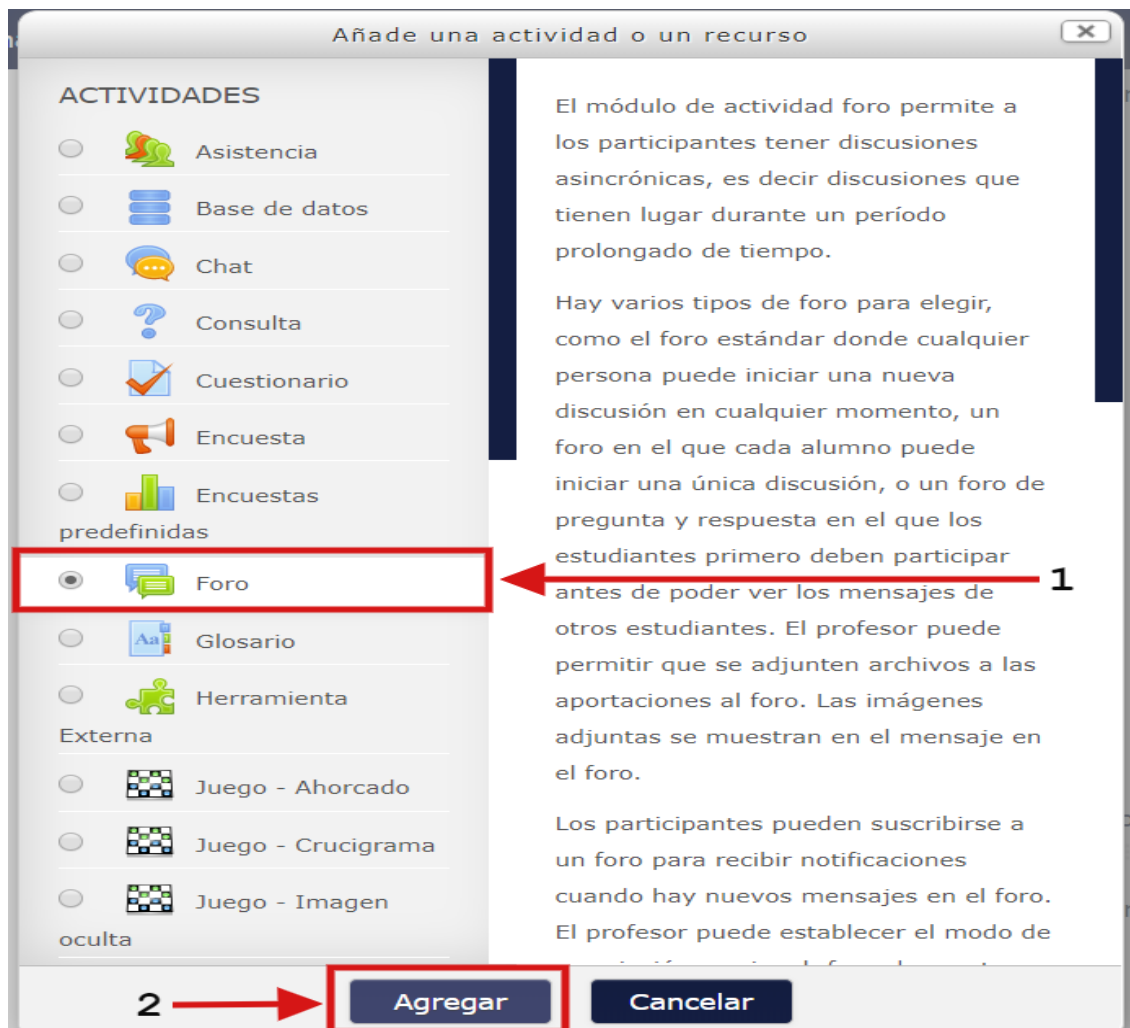 Añade una actividad o un recurso
ACTIVIDADES
Asistencia
Base de datos
Chat
Consulta
Cuestionario
Encuesta
Encuestas
predefinidas
Foro
Glosario
Herramienta
Externa
Juego - Ahorcado
Juego - Crucigrama
Juego - Imagen
oculta
El módulo de actividad foro permite a
los participantes tener discusiones
asincrónicas, es decir discusiones que
tienen lugar durante un período
prolongado de tiempo.
Hay varios tipos de foro para elegir,
como el foro estándar donde cualquier
persona puede iniciar una nueva
discusión en cualquier momento, un
foro en el que cada alumno puede
iniciar una única discusión, o un foro de
pregunta y respuesta en el que los
estudiantes primero deben participar
antes de poder ver los mensajes de
otros estudiantes. El profesor puede
permitir que se adjunten archivos a las
aportaciones al foro. Las imágenes
adjuntas se muestran en el mensaje en
el foro.
Los participantes pueden suscribirse a
un foro para recibir notificaciones
cuando hay nuevos mensajes en el foro.
El profesor puede establecer el modo de
1
2
Agregar
Cancelar